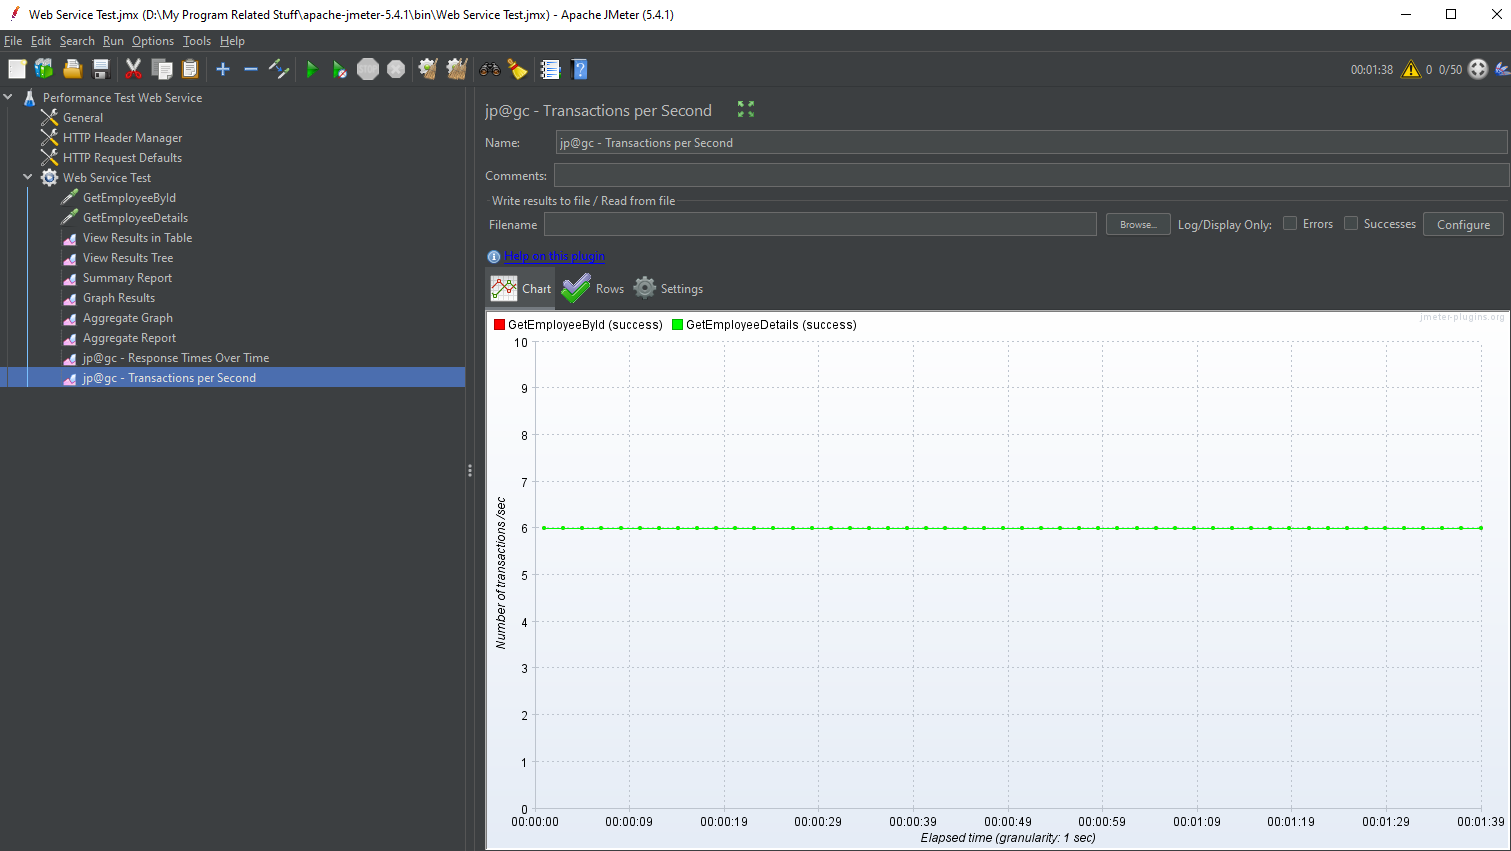 Web Service Test.jmx (D:\My Program Related Stuff\apache-jmeter-5.4.1\bin\Web Service Test.jmx) - Apache JMeter (5.4.1)
File Edit Search Run Options Tools Help
STOP
00:01:38 0 0/50
Performance Test Web Service
General
HTTP Header Manager
HTTP Request Defaults
Web Service Test
GetEmployeeById
GetEmployeeDetails
View Results in Table
View Results Tree
Summary Report
Graph Results
Aggregate Graph
Aggregate Report
jp@gc - Response Times Over Time
jp@gc - Transactions per Second
jp@gc - Transactions per Second
Name: jp@gc - Transactions per Second
Comments:
Write results to file / Read from file
Filename Browse... Log/Display Only: Errors Successes Configure
Help on this plugin
Chart Rows Settings
jmeter-plugins.org
GetEmployeeById (success) GetEmployeeDetails (success)
10
9
8
7
6
5
4
3
2
1
0
Number of transactions /sec
00:00:00 00:00:09 00:00:19 00:00:29 00:00:39 00:00:49 00:00:59 00:01:09 00:01:19 00:01:29 00:01:39
Elapsed time (granularity: 1 sec)